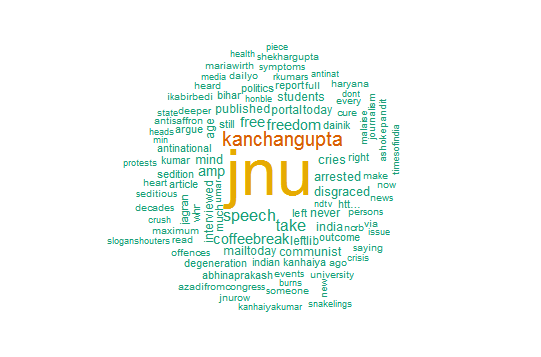 piece
health shekhargupta
mariawirth symptoms
media dailyo rkumars antinat
heard reportfull haryana
ikabirbedi bihar politics dont
honble students every
antisaffron published portal today cure
state deeper free freedom dainik
heads argue age still
min kanchangupta
antinational malaise journalism ashokepandit timesofindia
sedition
protests kumar mind cries right
jnu
heart article amp arrested make
seditious disgraced now
ndtv news
decades jagran whr interviewed much umar speech left never htt... persons
crush take
maximum india ncrb via
sloganshouters read coffeebreak leftlib outcome issue
offences mailtoday communist saying
degeneration indian kanhaiya ago crisis
abhinaprakash events university
azadifromcongress burns
someone new
jnurow snakelings
kanhaiyakumar